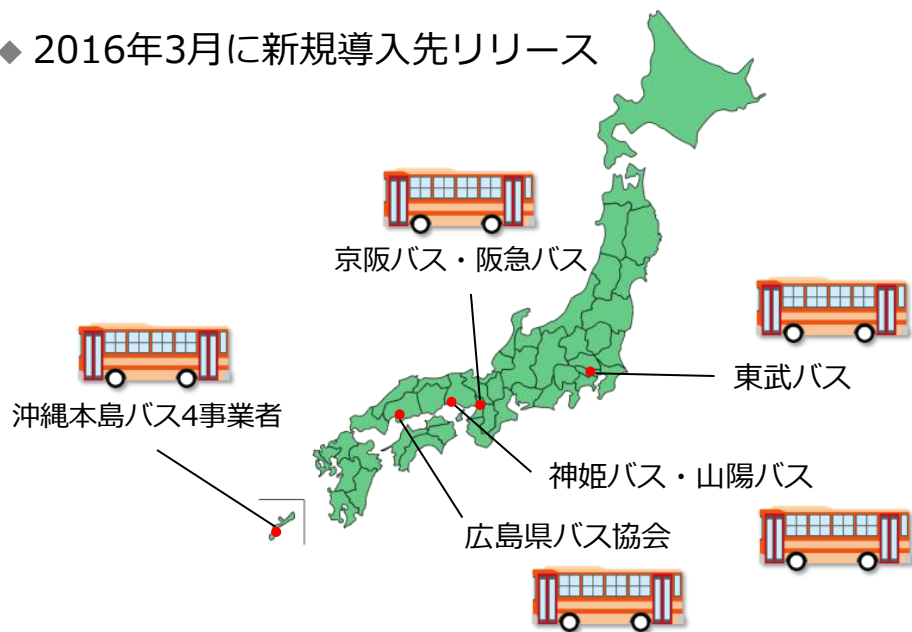 ◆ 2016年3月に新規導入先リリース
京阪バス・阪急バス
東武バス
沖縄本島バス4事業者
神姫バス・山陽バス
広島県バス協会